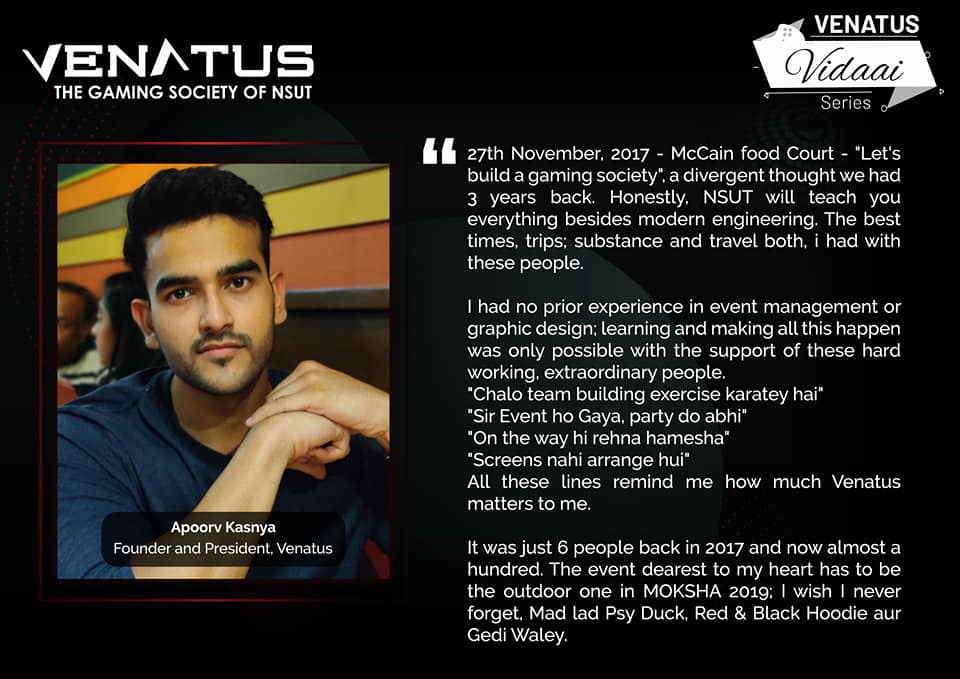 VENATUS
THE GAMING SOCIETY OF NSUT
VENATUS
Vidaai
Series
"
27th November, 2017 - McCain food Court - "Let's
build a gaming society", a divergent thought we had
3 years back. Honestly, NSUT will teach you
everything besides modern engineering. The best
times, trips; substance and travel both, i had with
these people.
I had no prior experience in event management or
graphic design; learning and making all this happen
was only possible with the support of these hard
working, extraordinary people.
"Chalo team building exercise karatey hai"
"Sir Event ho Gaya, party do abhi"
"On the way hi rehna hamesha"
"Screens nahi arrange hui"
All these lines remind me how much Venatus
matters to me.
It was just 6 people back in 2017 and now almost a
hundred. The event dearest to my heart has to be
the outdoor one in MOKSHA 2019; I wish I never
forget, Mad lad Psy Duck, Red & Black Hoodie aur
Gedi Waley.
Apoorv Kasnya
Founder and President, Venatus